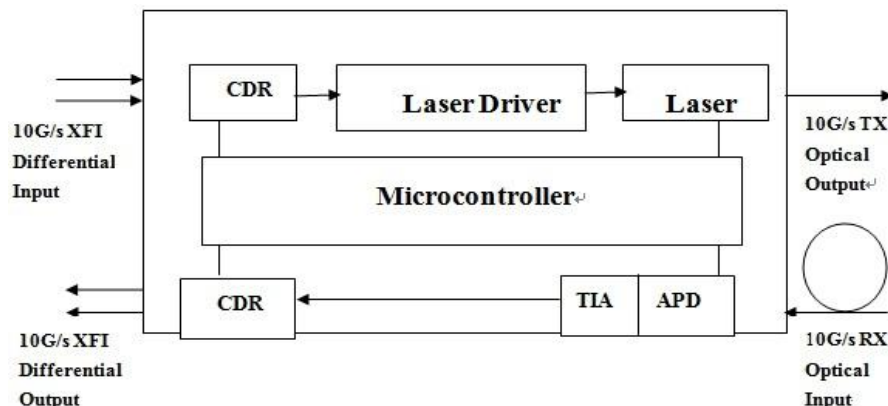 CDR
Laser Driver
Laser
10G/s XFI
Differential
Input
10G/s TX
Optical
Output↵
Microcontroller↵
CDR
TIA
APD
10G/s XFI
Differential
Output
10G/s RX
Optical
Input